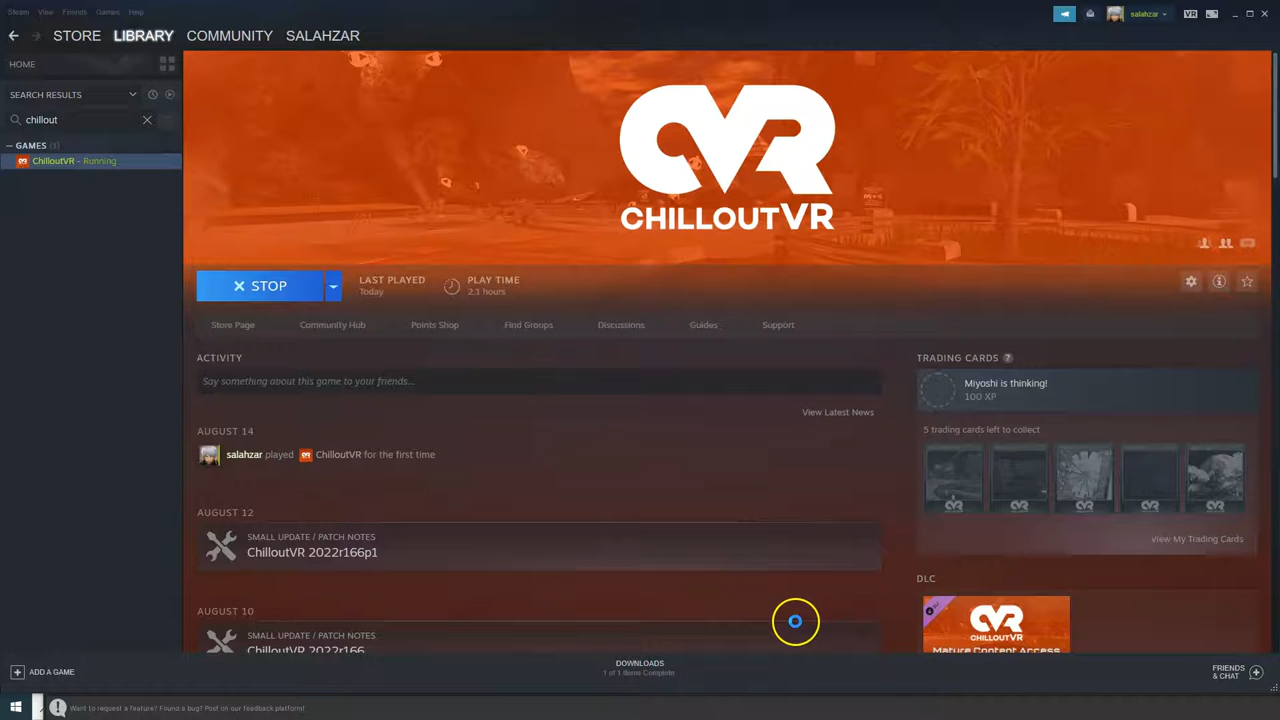 Steam View Friends Games Help
salahzar
VR
STORE LIBRARY COMMUNITY SALAHZAR
HOME
SEARCH RESULTS
chillout
GAMES (1)
ChilloutVR - Running
CVR
CHILLOUTVR
STOP
LAST PLAYED
Today
PLAY TIME
2.1 hours
Store Page Community Hub Points Shop Find Groups Discussions Guides Support
ACTIVITY
Say something about this game to your friends...
View Latest News
AUGUST 14
salahzar played ChilloutVR for the first time
AUGUST 12
SMALL UPDATE / PATCH NOTES
ChilloutVR 2022r166p1
AUGUST 10
SMALL UPDATE / PATCH NOTES
ChilloutVR 2022r166
TRADING CARDS ?
Miyoshi is thinking!
100 XP
5 trading cards left to collect
View My Trading Cards
DLC
CVR
CHILLOUTVR
Mature Content Access
ADD A GAME
DOWNLOADS
1 of 1 Items Complete
FRIENDS
& CHAT
Want to request a feature? Found a bug? Post on our feedback platform!